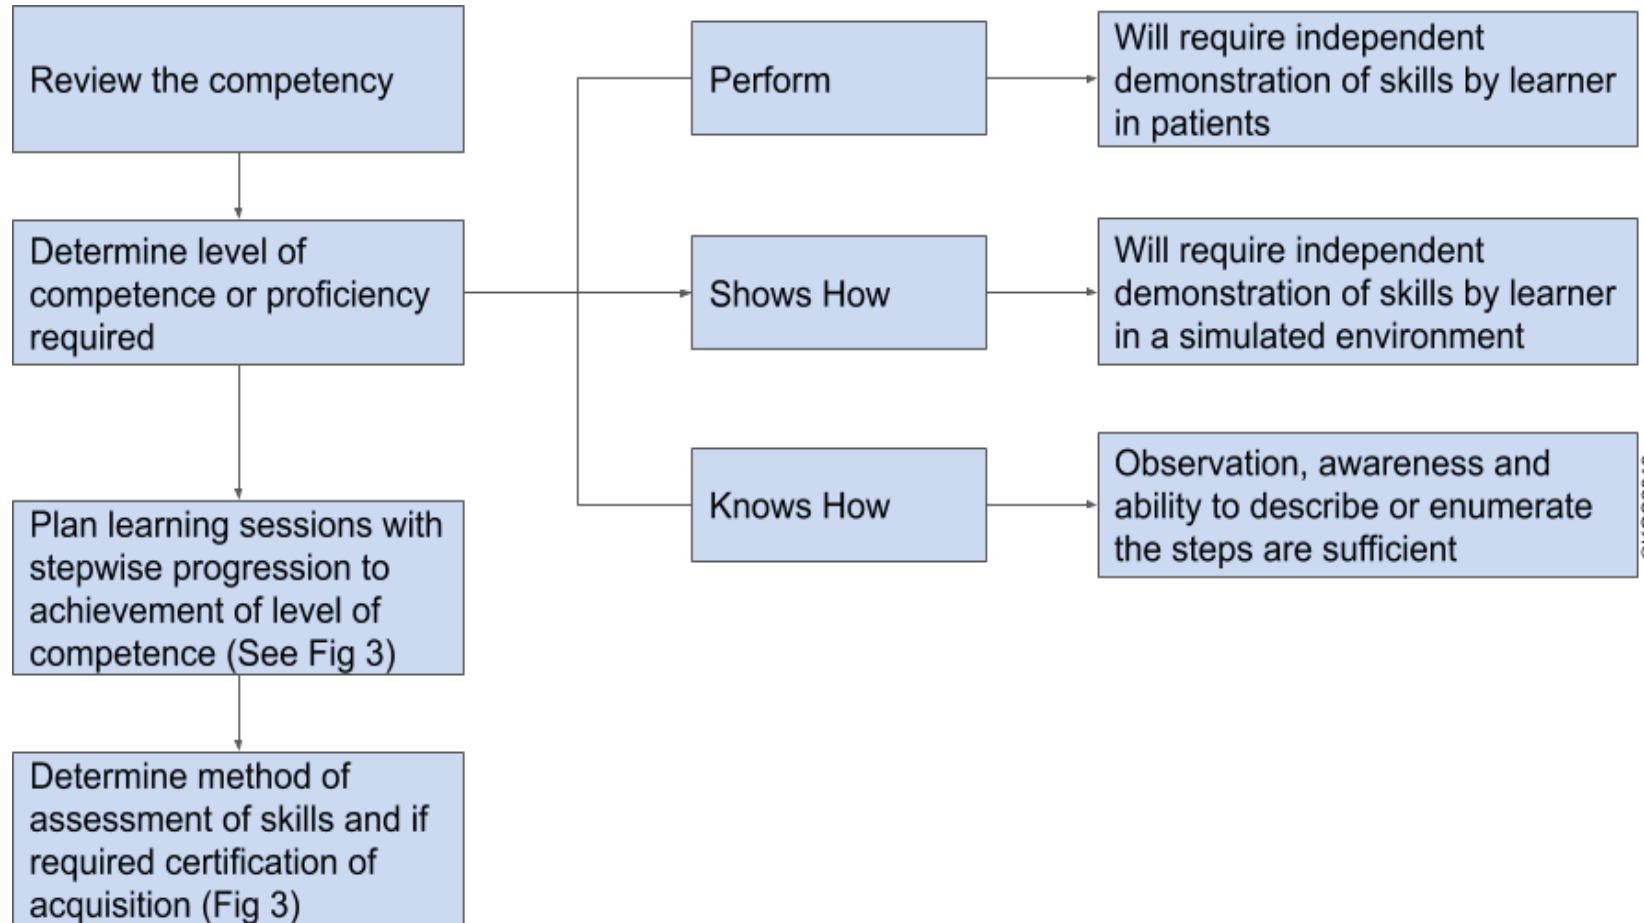 Review the competency
Determine level of
competence or proficiency
required
Plan learning sessions with
stepwise progression to
achievement of level of
competence (See Fig 3)
Determine method of
assessment of skills and if
required certification of
acquisition (Fig 3)
Perform
Shows How
Knows How
Will require independent
demonstration of skills by learner
in patients
Will require independent
demonstration of skills by learner
in a simulated environment
Observation, awareness and
ability to describe or enumerate
the steps are sufficient